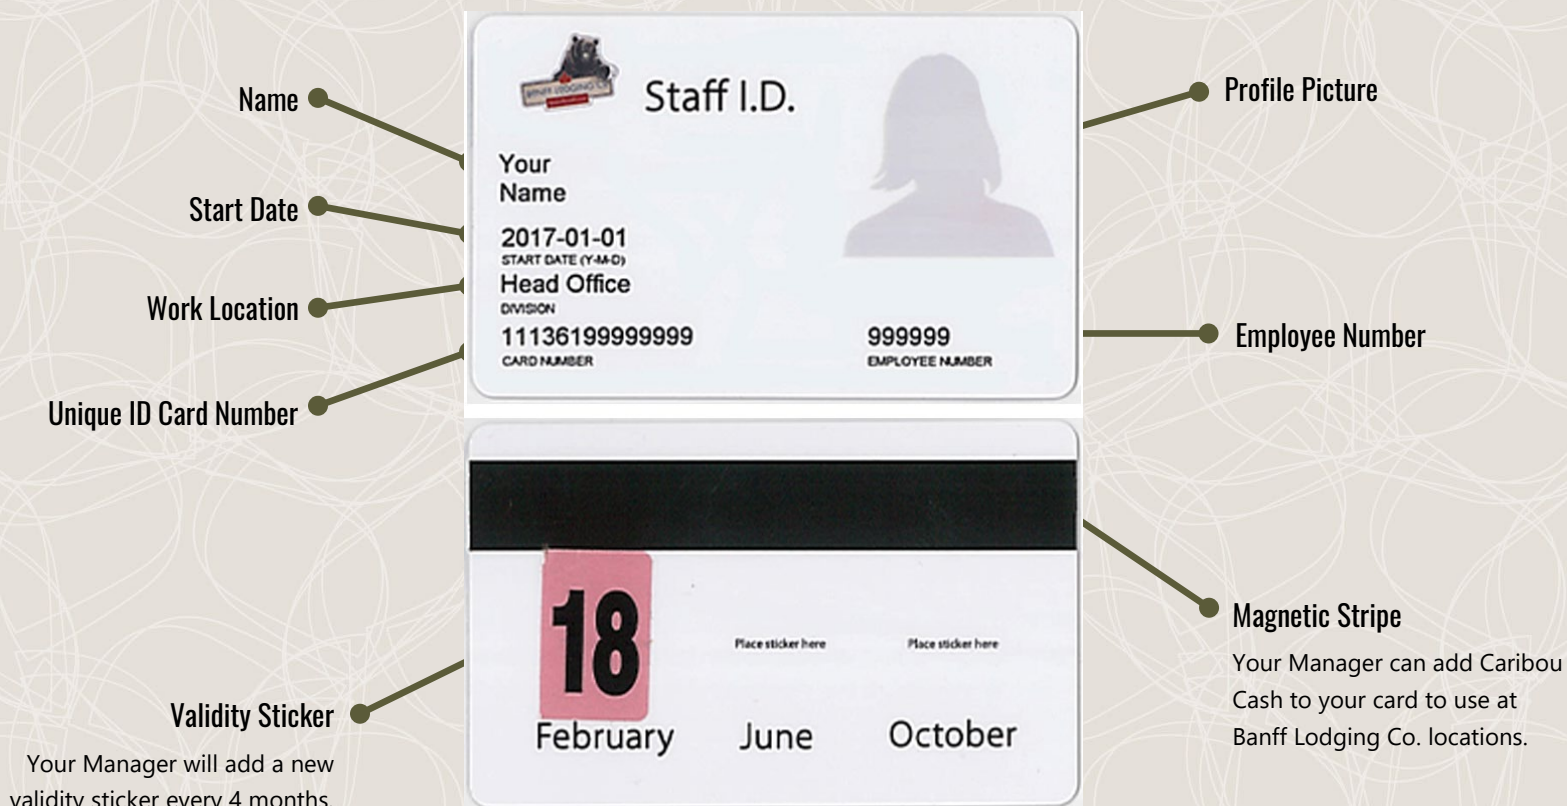 Name
Start Date
Work Location
Unique ID Card Number
BANFF LODGING CO
Staff I.D.
Your
Name
2017-01-01
START DATE (Y-M-D)
Head Office
DIVISION
11136199999999
CARD NUMBER
999999
EMPLOYEE NUMBER
Profile Picture
Employee Number
18
Place sticker here
Place sticker here
February
June
October
Validity Sticker
Your Manager will add a new
validity sticker every 4 months.
Magnetic Stripe
Your Manager can add Caribou
Cash to your card to use at
Banff Lodging Co. locations.